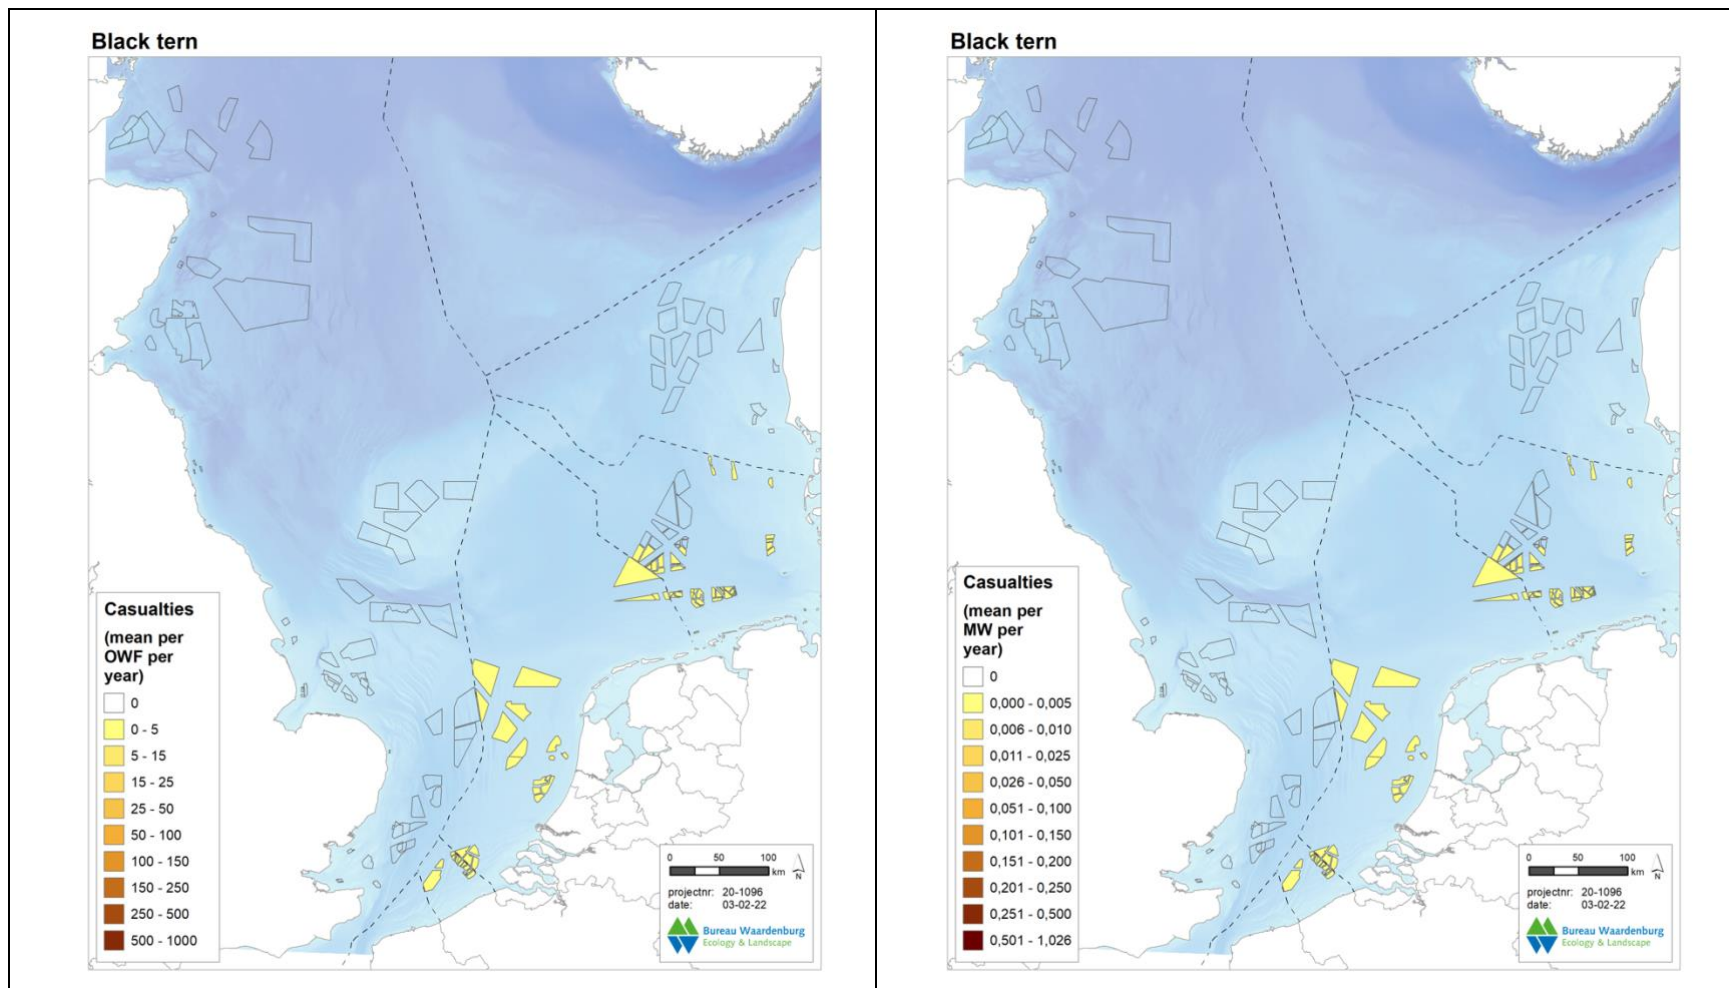 Black tern
Casualties
(mean per
OWF per
year)
0
0 - 5
5 - 15
15 - 25
25 - 50
50 - 100
100 - 150
150 - 250
250 - 500
500 - 1000
0 50 100
km
N
projectnr: 20-1096
date: 03-02-22
Bureau Waardenburg
Ecology & Landscape
Black tern
Casualties
(mean per
MW per
year)
0
0,000 - 0,005
0,006 - 0,010
0,011 - 0,025
0,026 - 0,050
0,051 - 0,100
0,101 - 0,150
0,151 - 0,200
0,201 - 0,250
0,251 - 0,500
0,501 - 1,026
0 50 100
km
N
projectnr: 20-1096
date: 03-02-22
Bureau Waardenburg
Ecology & Landscape